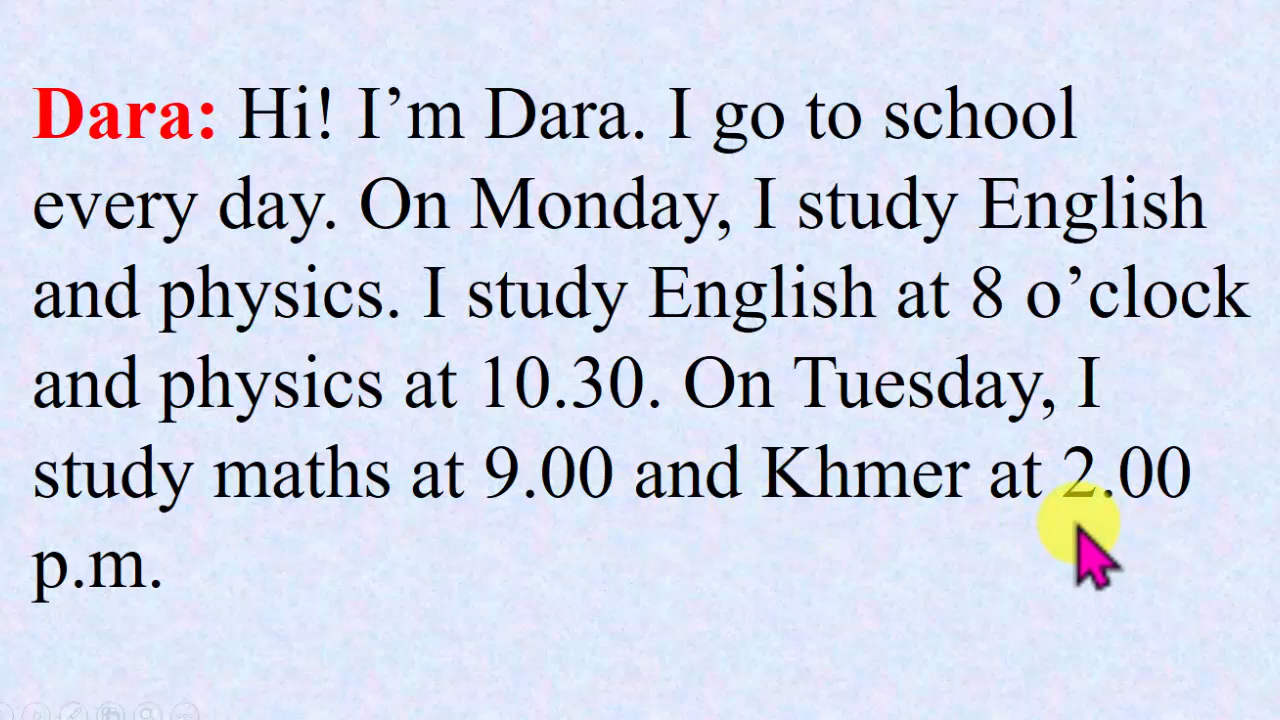 Dara: Hi! I’m Dara. I go to school
every day. On Monday, I study English
and physics. I study English at 8 o’clock
and physics at 10.30. On Tuesday, I
study maths at 9.00 and Khmer at 2.00
p.m.